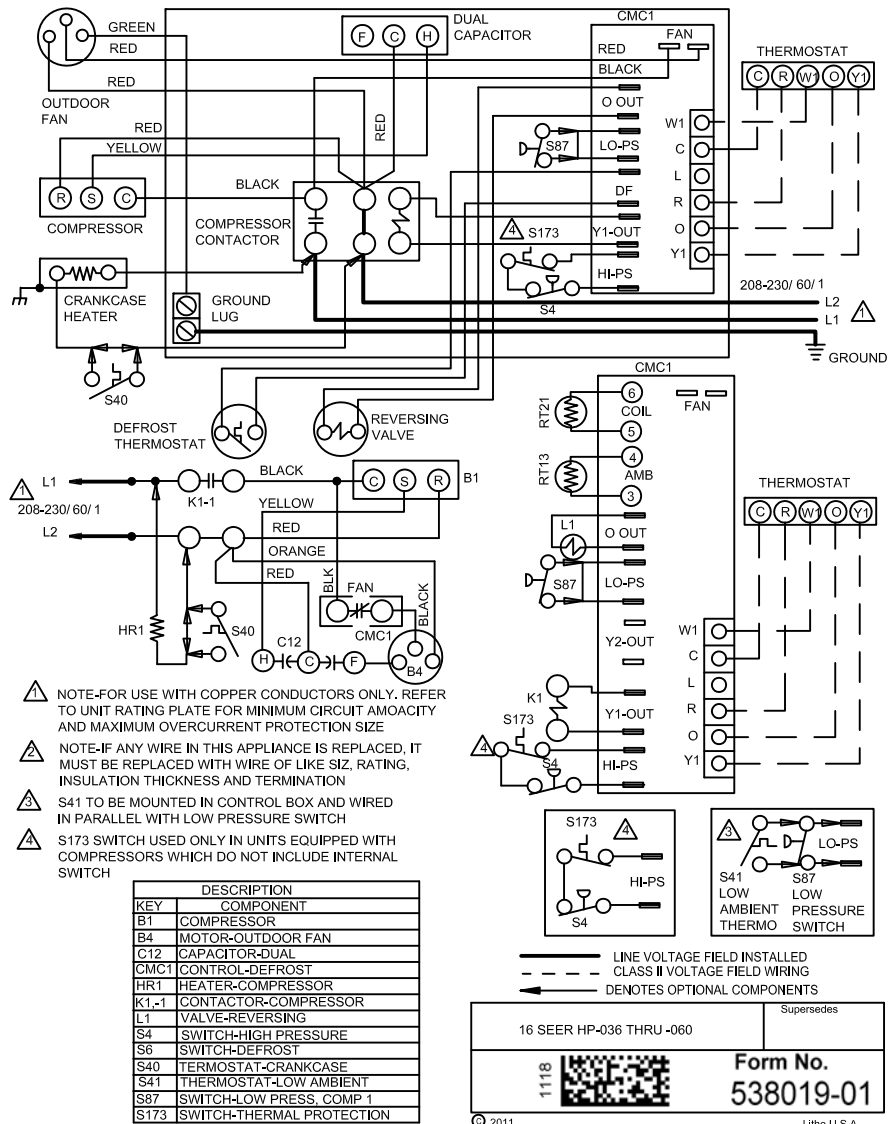 CMC1
DUAL
CAPACITOR
F C H
FAN
GREEN
RED
RED
BLACK
THERMOSTAT
C R W1 O Y1
OUTDOOR
FAN
RED
O OUT
W1
RED
YELLOW
RED
S87
LO-PS
C
L
BLACK
DF
R
R S C
COMPRESSOR
COMPRESSOR
CONTACTOR
4
S173
Y1-OUT
O
Y1
HI-PS
S4
208-230/ 60/ 1
L2
L1
1
CRANKCASE
HEATER
GROUND
LUG
GROUND
S40
DEFROST
THERMOSTAT
REVERSING
VALVE
CMC1
6
COIL
5
RT21
FAN
4
AMB
3
RT13
THERMOSTAT
C R W1 O Y1
1
L1
208-230/ 60/ 1
L2
K1-1
BLACK
C S R
B1
YELLOW
RED
ORANGE
RED
BLK
FAN
CMC1
BLACK
HR1
S40
C12
H C F
B4
L1
O OUT
S87
LO-PS
Y2-OUT
K1
Y1-OUT
4
S173
S4
HI-PS
W1
C
L
R
O
Y1
1 NOTE-FOR USE WITH COPPER CONDUCTORS ONLY. REFER
TO UNIT RATING PLATE FOR MINIMUM CIRCUIT AMOACITY
AND MAXIMUM OVERCURRENT PROTECTION SIZE
2 NOTE-IF ANY WIRE IN THIS APPLIANCE IS REPLACED, IT
MUST BE REPLACED WITH WIRE OF LIKE SIZ, RATING,
INSULATION THICKNESS AND TERMINATION
3 S41 TO BE MOUNTED IN CONTROL BOX AND WIRED
IN PARALLEL WITH LOW PRESSURE SWITCH
4 S173 SWITCH USED ONLY IN UNITS EQUIPPED WITH
COMPRESSORS WHICH DO NOT INCLUDE INTERNAL
SWITCH
S173
4
HI-PS
S4
3
LO-PS
S41
LOW
AMBIENT
THERMO
S87
LOW
PRESSURE
SWITCH
DESCRIPTION
KEY COMPONENT
B1 COMPRESSOR
B4 MOTOR-OUTDOOR FAN
C12 CAPACITOR-DUAL
CMC1 CONTROL-DEFROST
HR1 HEATER-COMPRESSOR
K1,-1 CONTACTOR-COMPRESSOR
L1 VALVE-REVERSING
S4 SWITCH-HIGH PRESSURE
S6 SWITCH-DEFROST
S40 TERMOSTAT-CRANKCASE
S41 THERMOSTAT-LOW AMBIENT
S87 SWITCH-LOW PRESS, COMP 1
S173 SWITCH-THERMAL PROTECTION
LINE VOLTAGE FIELD INSTALLED
CLASS II VOLTAGE FIELD WIRING
DENOTES OPTIONAL COMPONENTS
16 SEER HP-036 THRU -060
Supersedes
1118
Form No.
538019-01
© 2011
Litho U.S.A.